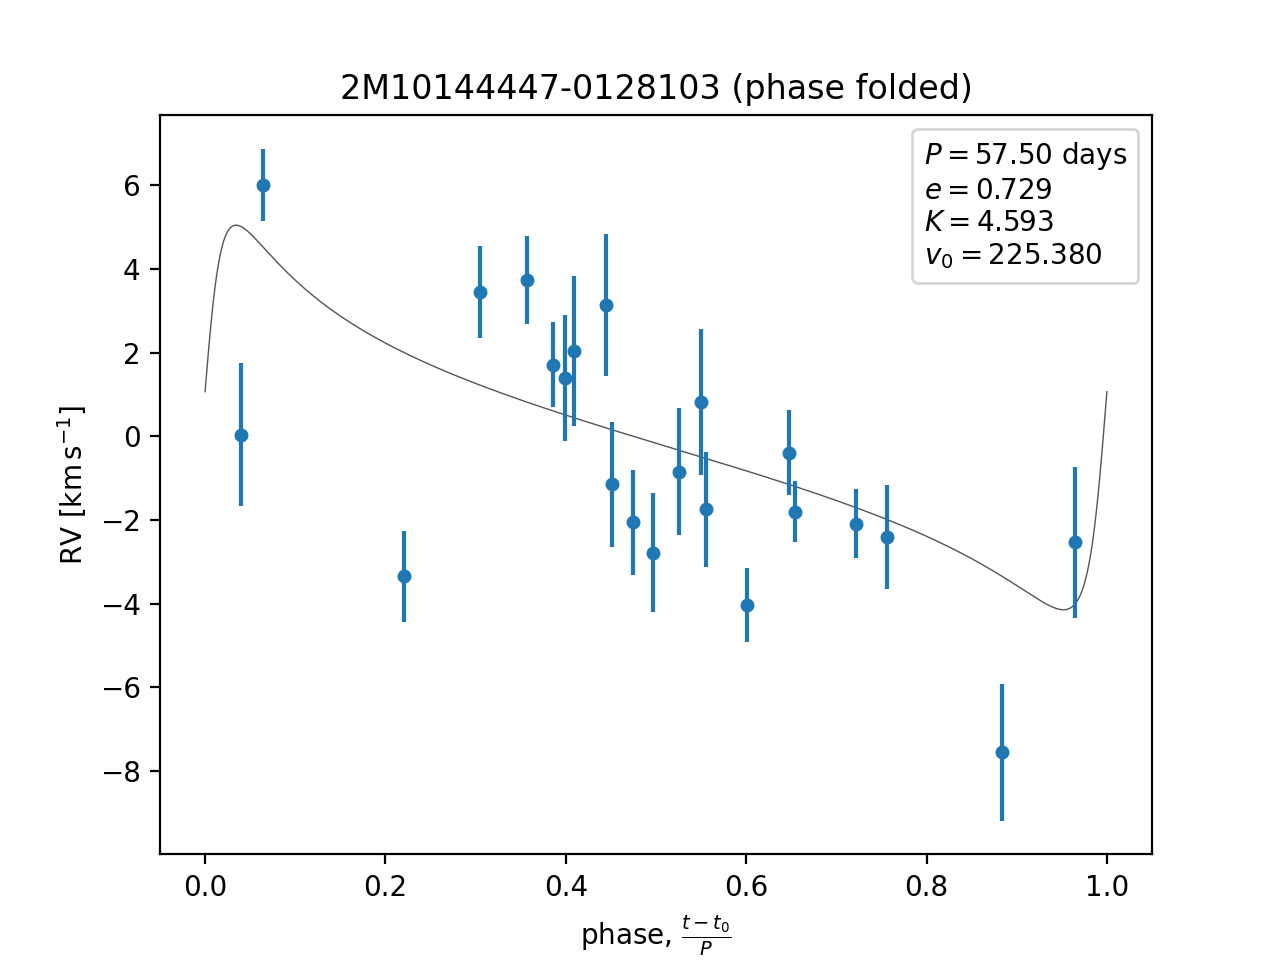 2M10144447-0128103 (phase folded)
P = 57.50 days
e = 0.729
K = 4.593
v₀ = 225.380
6
4
2
0
−2
−4
−6
−8
RV [km s⁻¹]
0.0 0.2 0.4 0.6 0.8 1.0
phase, (t − t₀)/P